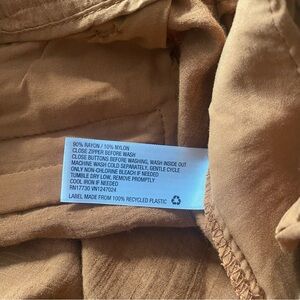 90% RAYON / 10% NYLON
CLOSE ZIPPER BEFORE WASH
CLOSE BUTTONS BEFORE WASHING, WASH INSIDE OUT
MACHINE WASH COLD SEPARATELY, GENTLE CYCLE
ONLY NON-CHLORINE BLEACH IF NEEDED
TUMBLE DRY LOW, REMOVE PROMPTLY.
COOL IRON IF NEEDED
RN17730 VN1247024
LABEL MADE FROM 100% RECYCLED PLASTIC